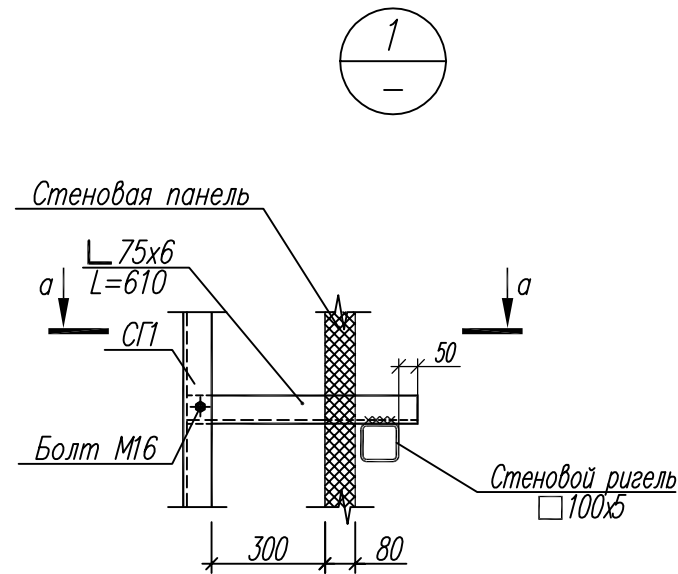 1
–
Стеновая панель
∟ 75х6
L=610
а
а
СГ1
50
Болт М16
Стеновой ригель
□ 100х5
300
80